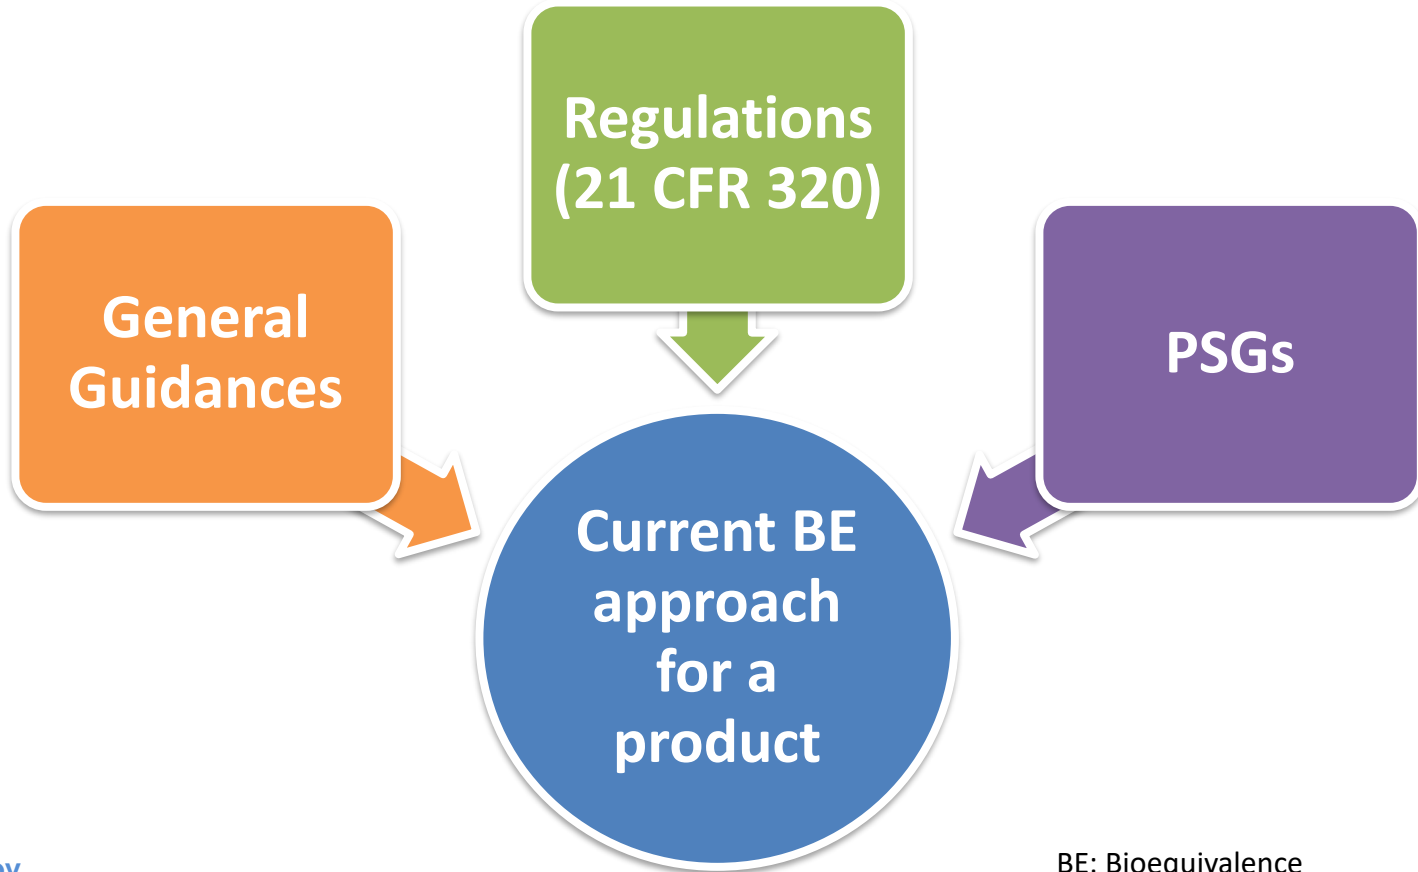 Regulations
(21 CFR 320)
General
Guidances
PSGs
Current BE
approach
for a
product
BE: Bioequivalence